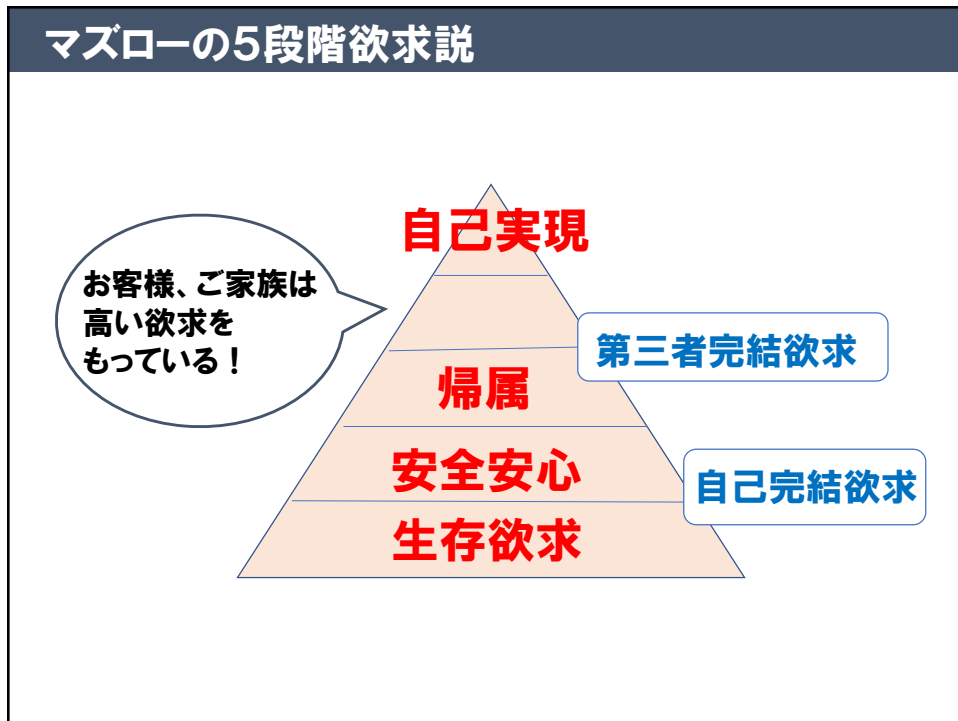 マズローの5段階欲求説
自己実現
お客様、ご家族は
高い欲求を
もっている！
第三者完結欲求
帰属
安全安心
自己完結欲求
生存欲求